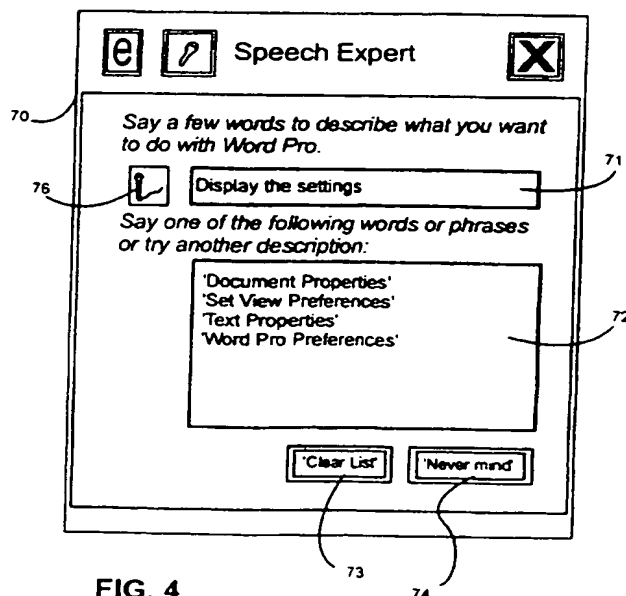 e Speech Expert X
70
Say a few words to describe what you want
to do with Word Pro.
76
Display the settings
71
Say one of the following words or phrases
or try another description:
'Document Properties'
'Set View Preferences'
'Text Properties'
'Word Pro Preferences'
72
'Clear List' 'Never mind'
73
74
FIG. 4